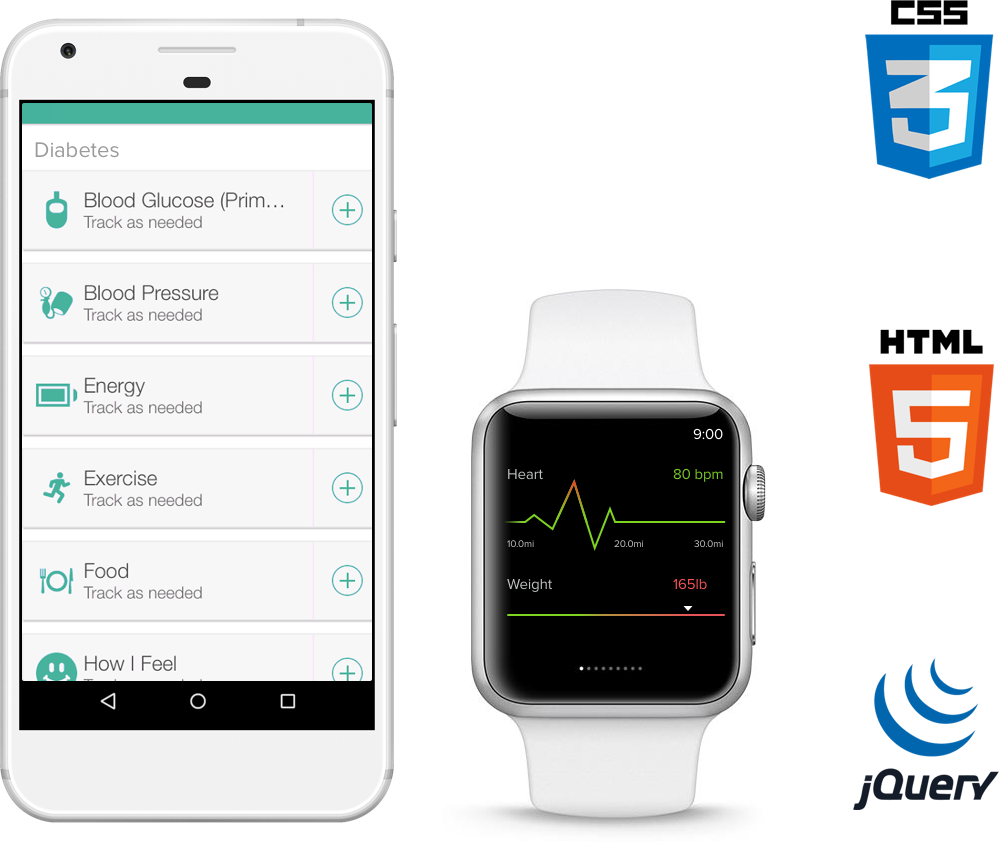 Diabetes
Blood Glucose (Prim...
Track as needed
Blood Pressure
Track as needed
Energy
Track as needed
Exercise
Track as needed
Food
Track as needed
How I Feel
9:00
Heart
80 bpm
10.0mi
20.0mi
30.0mi
Weight
165lb
CSS
3
HTML
5
jQuery